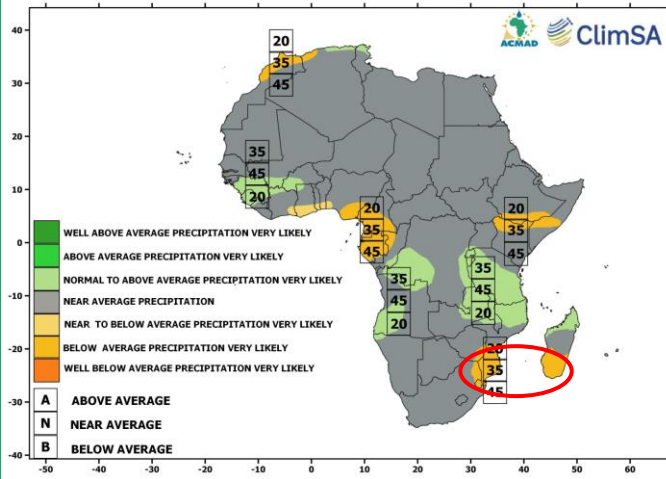 ACMAD
ClimSA
40
30
20
10
0
-10
-20
-30
-40
20
35
45
35
45
20
20
35
45
20
35
45
35
45
20
35
45
20
20
35
45
WELL ABOVE AVERAGE PRECIPITATION VERY LIKELY
ABOVE AVERAGE PRECIPITATION VERY LIKELY
NORMAL TO ABOVE AVERAGE PRECIPITATION VERY LIKELY
NEAR AVERAGE PRECIPITATION
NEAR TO BELOW AVERAGE PRECIPITATION VERY LIKELY
BELOW AVERAGE PRECIPITATION VERY LIKELY
WELL BELOW AVERAGE PRECIPITATION VERY LIKELY
A ABOVE AVERAGE
N NEAR AVERAGE
B BELOW AVERAGE
-50 -40 -30 -20 -10 0 10 20 30 40 50 60